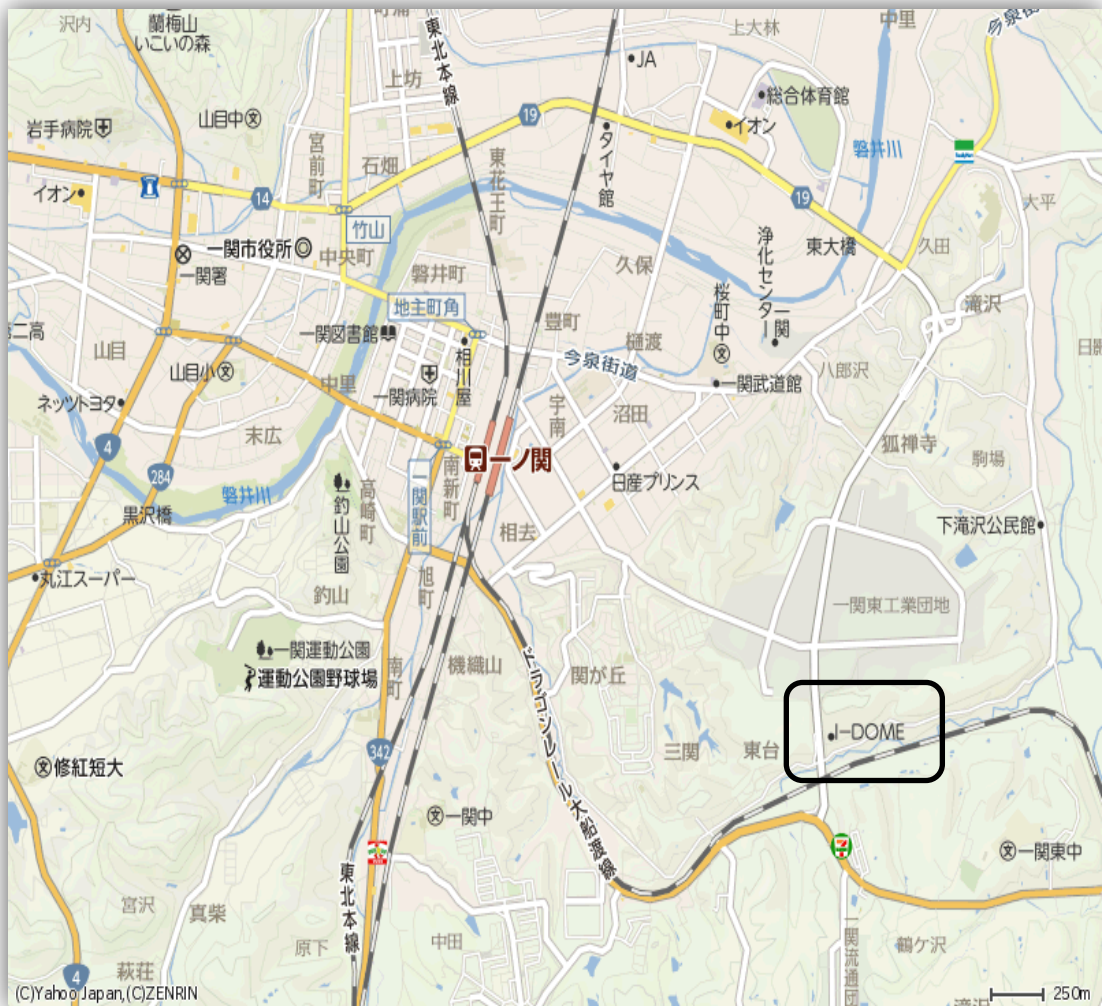 沢内
蘭梅山
いこいの森
東北本線
上大林
中里
上坊
JA
総合体育館
岩手病院
山目中
宮前町
石畑
19
イオン
東花王町
タイヤ館
磐井川
イオン
14
竹山
19
大平
一関市役所
中央町
久保
浄化センター
一関
東大橋
久田
一関署
磐井町
地主町角
豊町
桜町中
滝沢
一関図書館
山目
相川屋
今泉街道
樋渡
八郎沢
山目小
中里
一関病院
宇南
沼田
一関武道館
ネッツトヨタ
末広
狐禅寺
駒場
4
284
一ノ関
日産プリンス
南新町
一関駅前
磐井川
黒沢橋
釣山公園
高崎町
相去
下滝沢公民館
丸江スーパー
釣山
旭町
一関東工業団地
一関運動公園
運動公園野球場
南町
機織山
ドラゴンレール大船渡線
関が丘
342
三関
東台
I-DOME
修紅短大
一関中
一関東中
宮沢
真柴
東北本線
原下
中田
鶴ケ沢
萩荘
4
一関流通団
(C)Yahoo Japan,(C)ZENRIN
250m